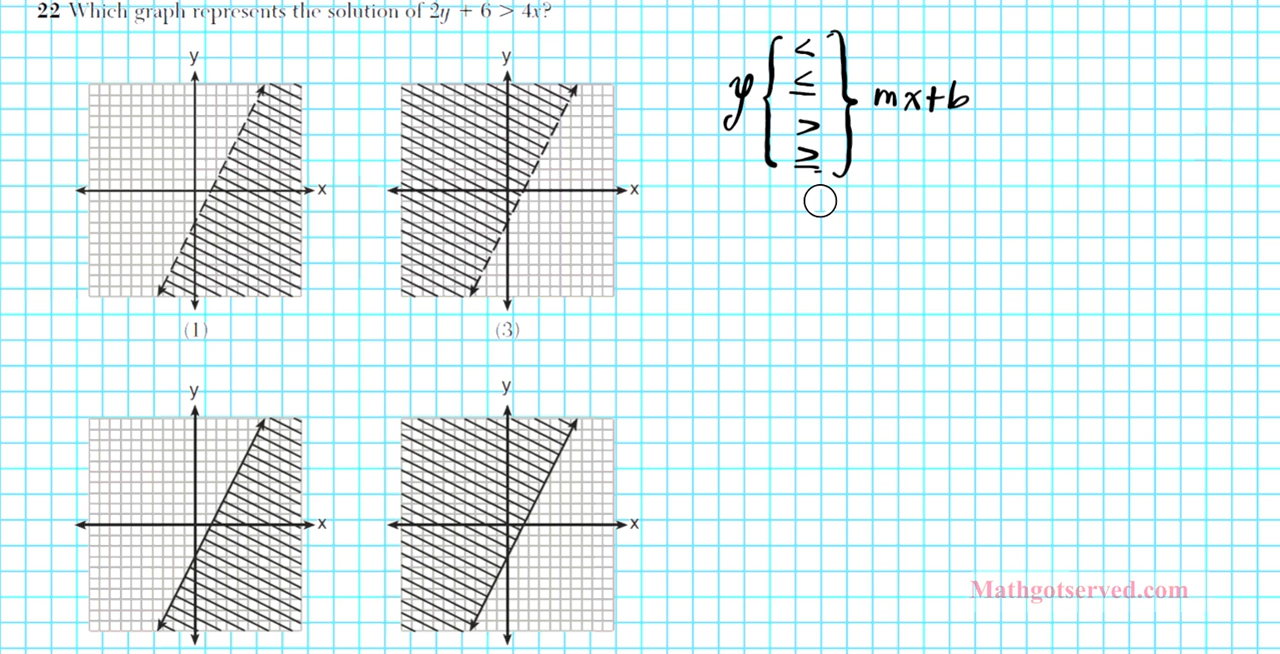 22 Which graph represents the solution of 2y + 6 > 4x?
y
x
(1)
y
x
(3)
y
x
y
x
y { < ≤ > ≥ } mx+b
Mathgotserved.com